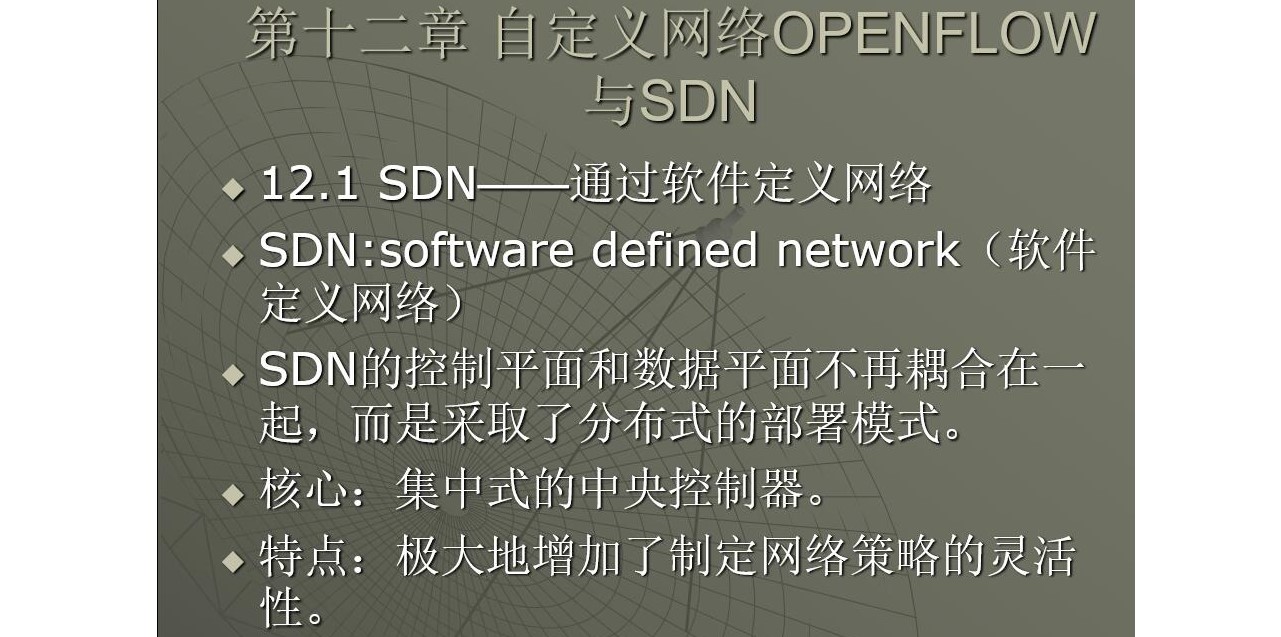 第十二章 自定义网络OPENFLOW
与SDN
12.1 SDN——通过软件定义网络
SDN:software defined network（软件
定义网络）
SDN的控制平面和数据平面不再耦合在一
起，而是采取了分布式的部署模式。
核心：集中式的中央控制器。
特点：极大地增加了制定网络策略的灵活
性。